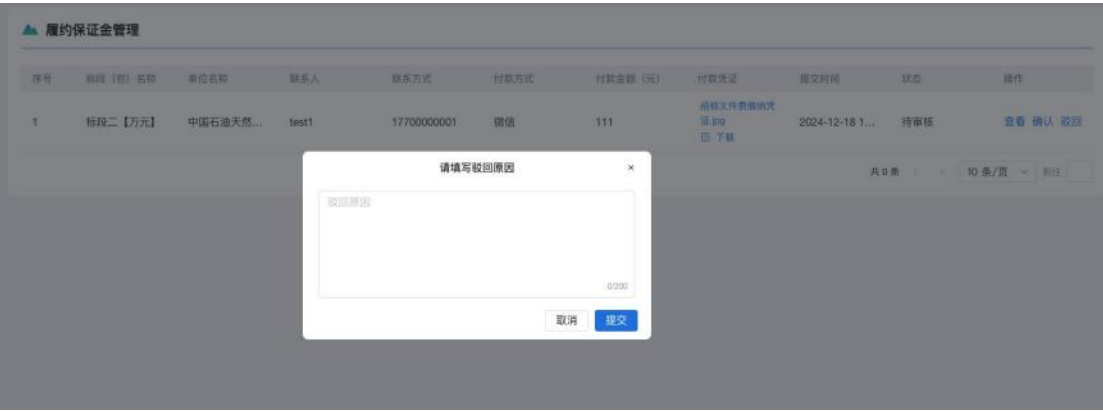 履约保证金管理
序号 标段（包）名称 单位名称 联系人 联系方式 付款方式 付款金额（元） 付款凭证 提交时间 状态 操作
1 标段二【万元】 中国石油天然... test1 17700000001 微信 111 招标文件费缴纳凭证.jpg 下载 2024-12-18 1... 待审核 查看 确认 驳回
共 0 条 10 条/页 前往
请填写驳回原因 ×
驳回原因
0/200
取消 提交